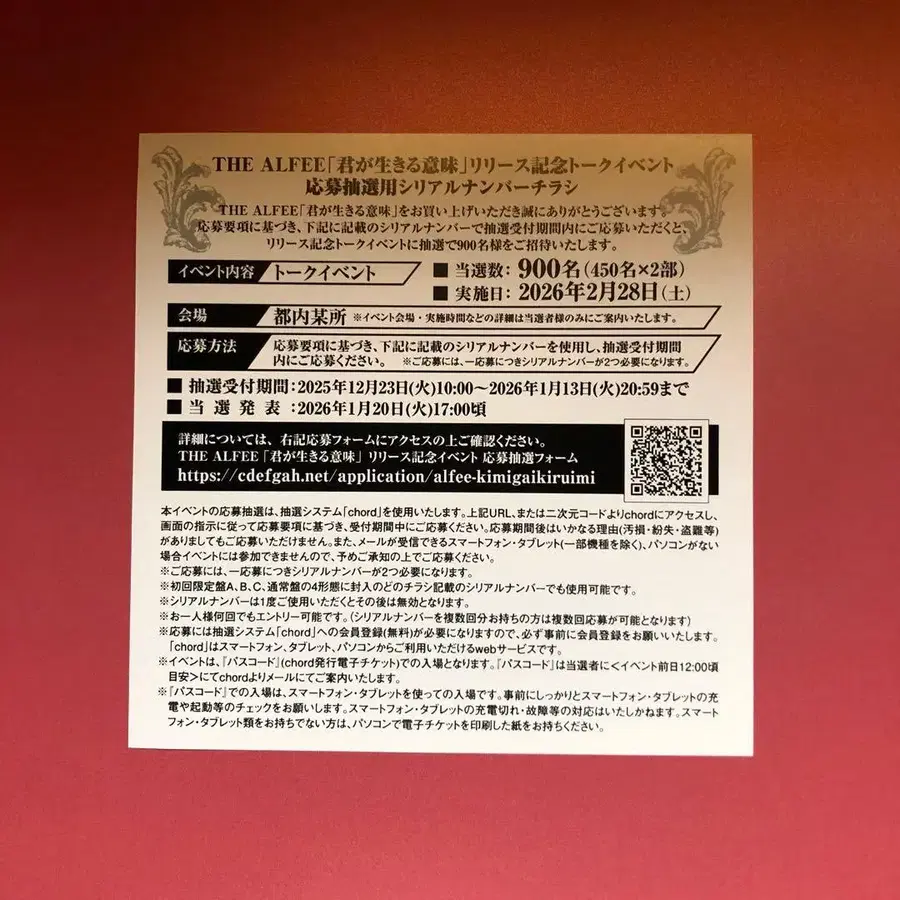 THE ALFEE「君が生きる意味」リリース記念トークイベント
応募抽選用シリアルナンバーチラシ
THE ALFEE「君が生きる意味」をお買い上げいただき誠にありがとうございます。
応募要項に基づき、下記に記載のシリアルナンバーで抽選受付期間内にご応募いただくと、
リリース記念トークイベントに抽選で900名様をご招待いたします。
イベント内容 トークイベント
■ 当選数：900名（450名×2部）
■ 実施日：2026年2月28日（土）
会場 都内某所 ※イベント会場・実施時間などの詳細は当選者様のみにご案内いたします。
応募方法 応募要項に基づき、下記に記載のシリアルナンバーを使用し、抽選受付期間
内にご応募ください。 ※ご応募には、一応募につきシリアルナンバーが2つ必要になります。
■ 抽選受付期間：2025年12月23日(火)10:00～2026年1月13日(火)20:59まで
■ 当選発表：2026年1月20日(火)17:00頃
詳細については、右記応募フォームにアクセスの上ご確認ください。
THE ALFEE「君が生きる意味」リリース記念イベント 応募抽選フォーム
https://cdefgah.net/application/alfee-kimigaikiruimi
本イベントの応募抽選は、抽選システム「chord」を使用いたします。上記URL、または二次元コードよりchordにアクセスし、
画面の指示に従って応募要項に基づき、受付期間中にご応募ください。応募期間後はいかなる理由(汚損・紛失・盗難等)
がありましてもご応募いただけません。また、メールが受信できるスマートフォン・タブレット(一部機種を除く)、パソコンがない
場合イベントには参加できませんので、予めご承知の上でご応募ください。
※ご応募には、一応募につきシリアルナンバーが2つ必要になります。
※初回限定盤A、B、C、通常盤の4形態に封入のどのチラシ記載のシリアルナンバーでも使用可能です。
※シリアルナンバーは1度ご使用いただくとその後は無効となります。
※お一人様何回でもエントリー可能です。(シリアルナンバーを複数回分お持ちの方は複数回応募が可能となります)
※応募には抽選システム「chord」への会員登録(無料)が必要になりますので、必ず事前に会員登録をお願いいたします。
「chord」はスマートフォン、タブレット、パソコンからご利用いただけるwebサービスです。
※イベントは、『パスコード』(chord発行電子チケット)での入場となります。『パスコード』は当選者に＜イベント前日12:00頃
目安＞にてchordよりメールにてご案内いたします。
※『パスコード』での入場は、スマートフォン・タブレットを使っての入場です。事前にしっかりとスマートフォン・タブレットの充
電や起動等のチェックをお願いします。スマートフォン・タブレットの充電切れ・故障等の対応はいたしかねます。スマート
フォン・タブレット類をお持ちでない方は、パソコンで電子チケットを印刷した紙をお持ちください。